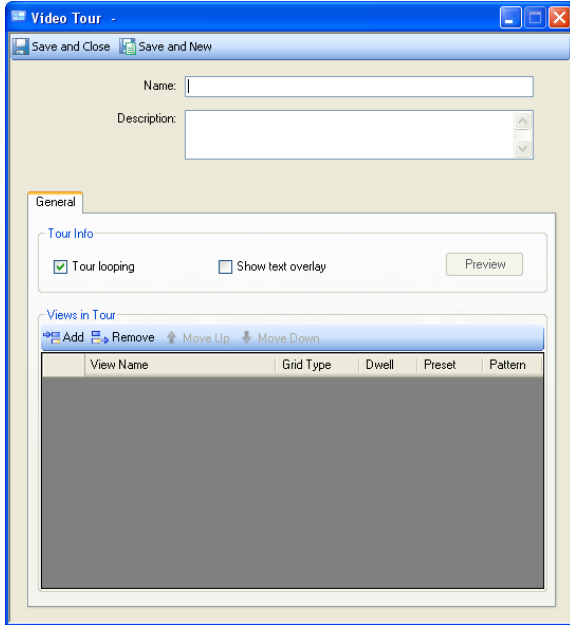 Video Tour -
Save and Close Save and New
Name:
Description:
General
Tour Info
Tour looping Show text overlay Preview
Views in Tour
Add Remove Move Up Move Down
View Name Grid Type Dwell Preset Pattern